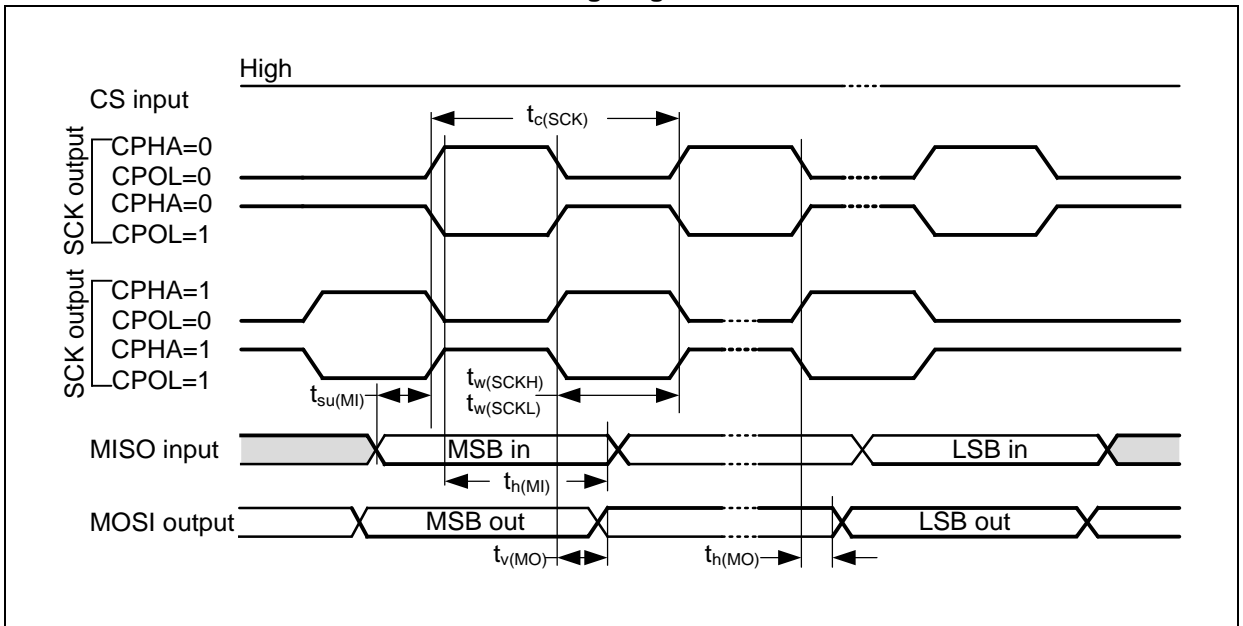 High
CS input
tc(SCK)
SCK output
CPHA=0
CPOL=0
CPHA=0
CPOL=1
SCK output
CPHA=1
CPOL=0
CPHA=1
CPOL=1
tsu(MI)
tw(SCKH)
tw(SCKL)
MISO input
MSB in
LSB in
th(MI)
MOSI output
MSB out
LSB out
tv(MO)
th(MO)